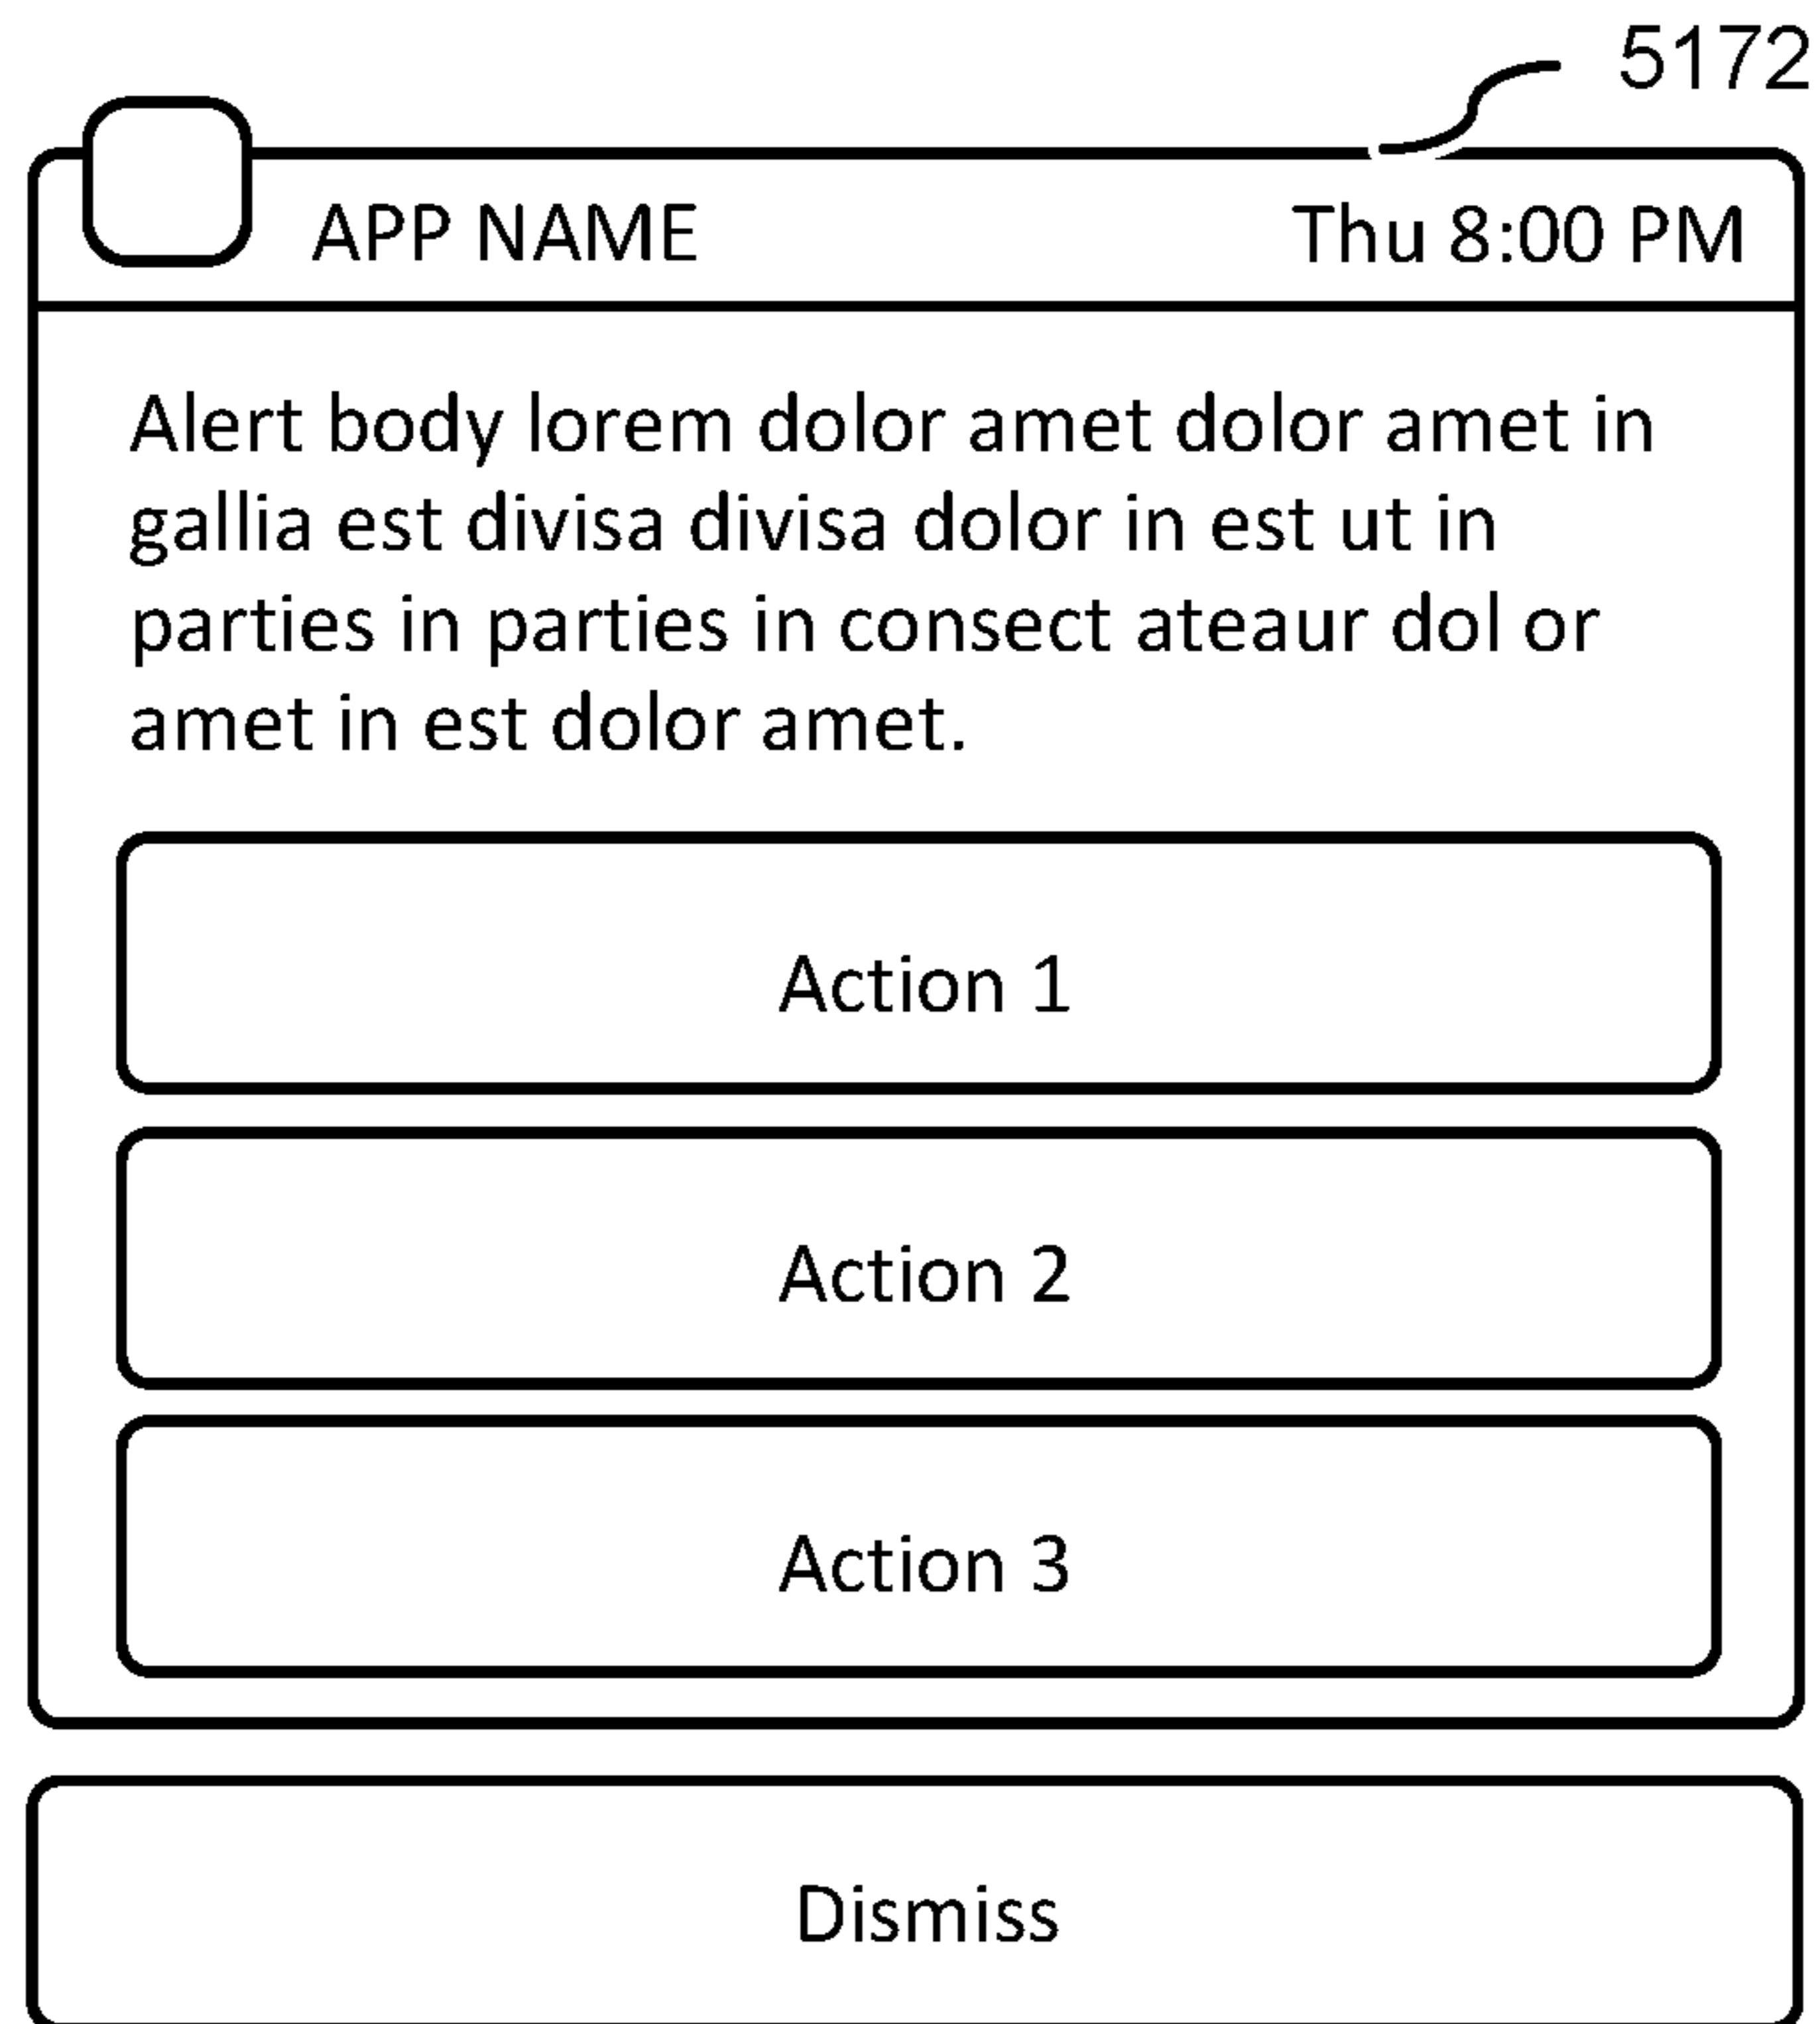 5172
APP NAME Thu 8:00 PM
Alert body lorem dolor amet dolor amet in
gallia est divisa divisa dolor in est ut in
parties in parties in consect ateaur dol or
amet in est dolor amet.
Action 1
Action 2
Action 3
Dismiss